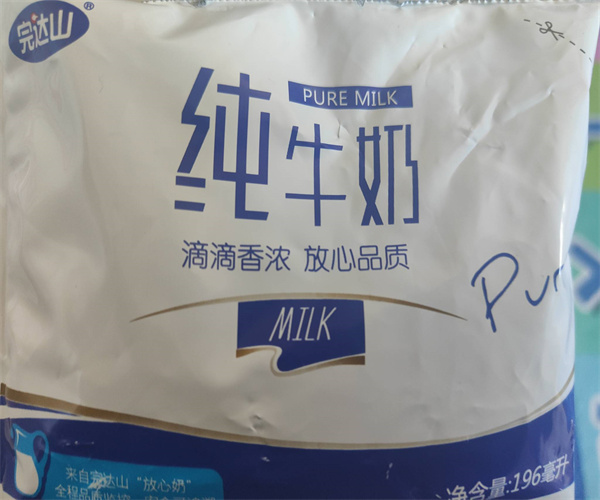 完达山®
PURE MILK
纯牛奶
滴滴香浓 放心品质
Pur
MILK
来自完达山“放心奶”
净含量:196毫升